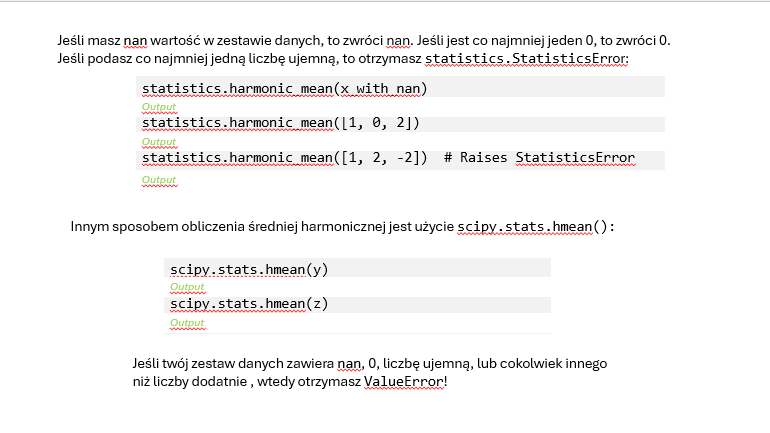 Jeśli masz nan wartość w zestawie danych, to zwróci nan. Jeśli jest co najmniej jeden 0, to zwróci 0.
Jeśli podasz co najmniej jedną liczbę ujemną, to otrzymasz statistics.StatisticsError:
statistics.harmonic_mean(x_with_nan)
Output
statistics.harmonic_mean([1, 0, 2])
Output
statistics.harmonic_mean([1, 2, -2])  # Raises StatisticsError
Output
Innym sposobem obliczenia średniej harmonicznej jest użycie scipy.stats.hmean():
scipy.stats.hmean(y)
Output
scipy.stats.hmean(z)
Output
Jeśli twój zestaw danych zawiera nan, 0, liczbę ujemną, lub cokolwiek innego
niż liczby dodatnie , wtedy otrzymasz ValueError!